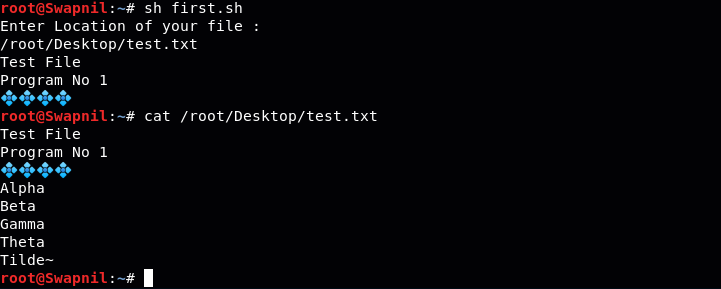 root@Swapnil:~# sh first.sh
Enter Location of your file :
/root/Desktop/test.txt
Test File
Program No 1
💠💠💠💠
root@Swapnil:~# cat /root/Desktop/test.txt
Test File
Program No 1
💠💠💠💠
Alpha
Beta
Gamma
Theta
Tilde~
root@Swapnil:~#